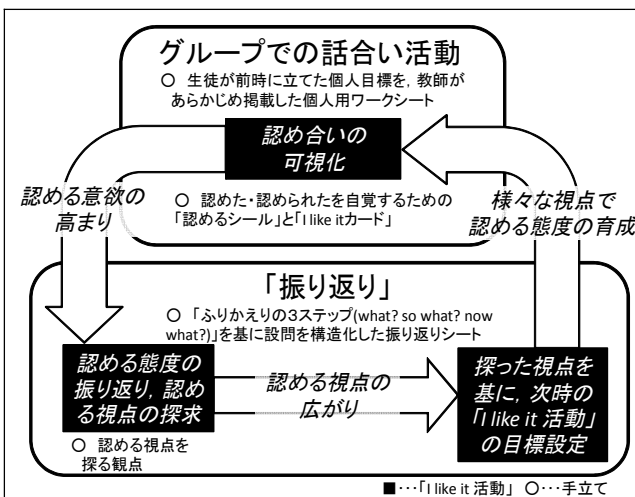 グループでの話合い活動
○ 生徒が前時に立てた個人目標を，教師が
あらかじめ掲載した個人用ワークシート
認め合いの
可視化
認める意欲の
高まり
○ 認めた・認められたを自覚するための
「認めるシール」と「I like itカード」
様々な視点で
認める態度の育成
「振り返り」
○ 「ふりかえりの３ステップ(what? so what? now
what?)」を基に設問を構造化した振り返りシート
認める態度の
振り返り，認め
る視点の探求
認める視点の
広がり
探った視点を
基に，次時の
「I like it 活動」
の目標設定
○ 認める視点を
探る観点
■･･･「I like it 活動」 ○･･･手立て